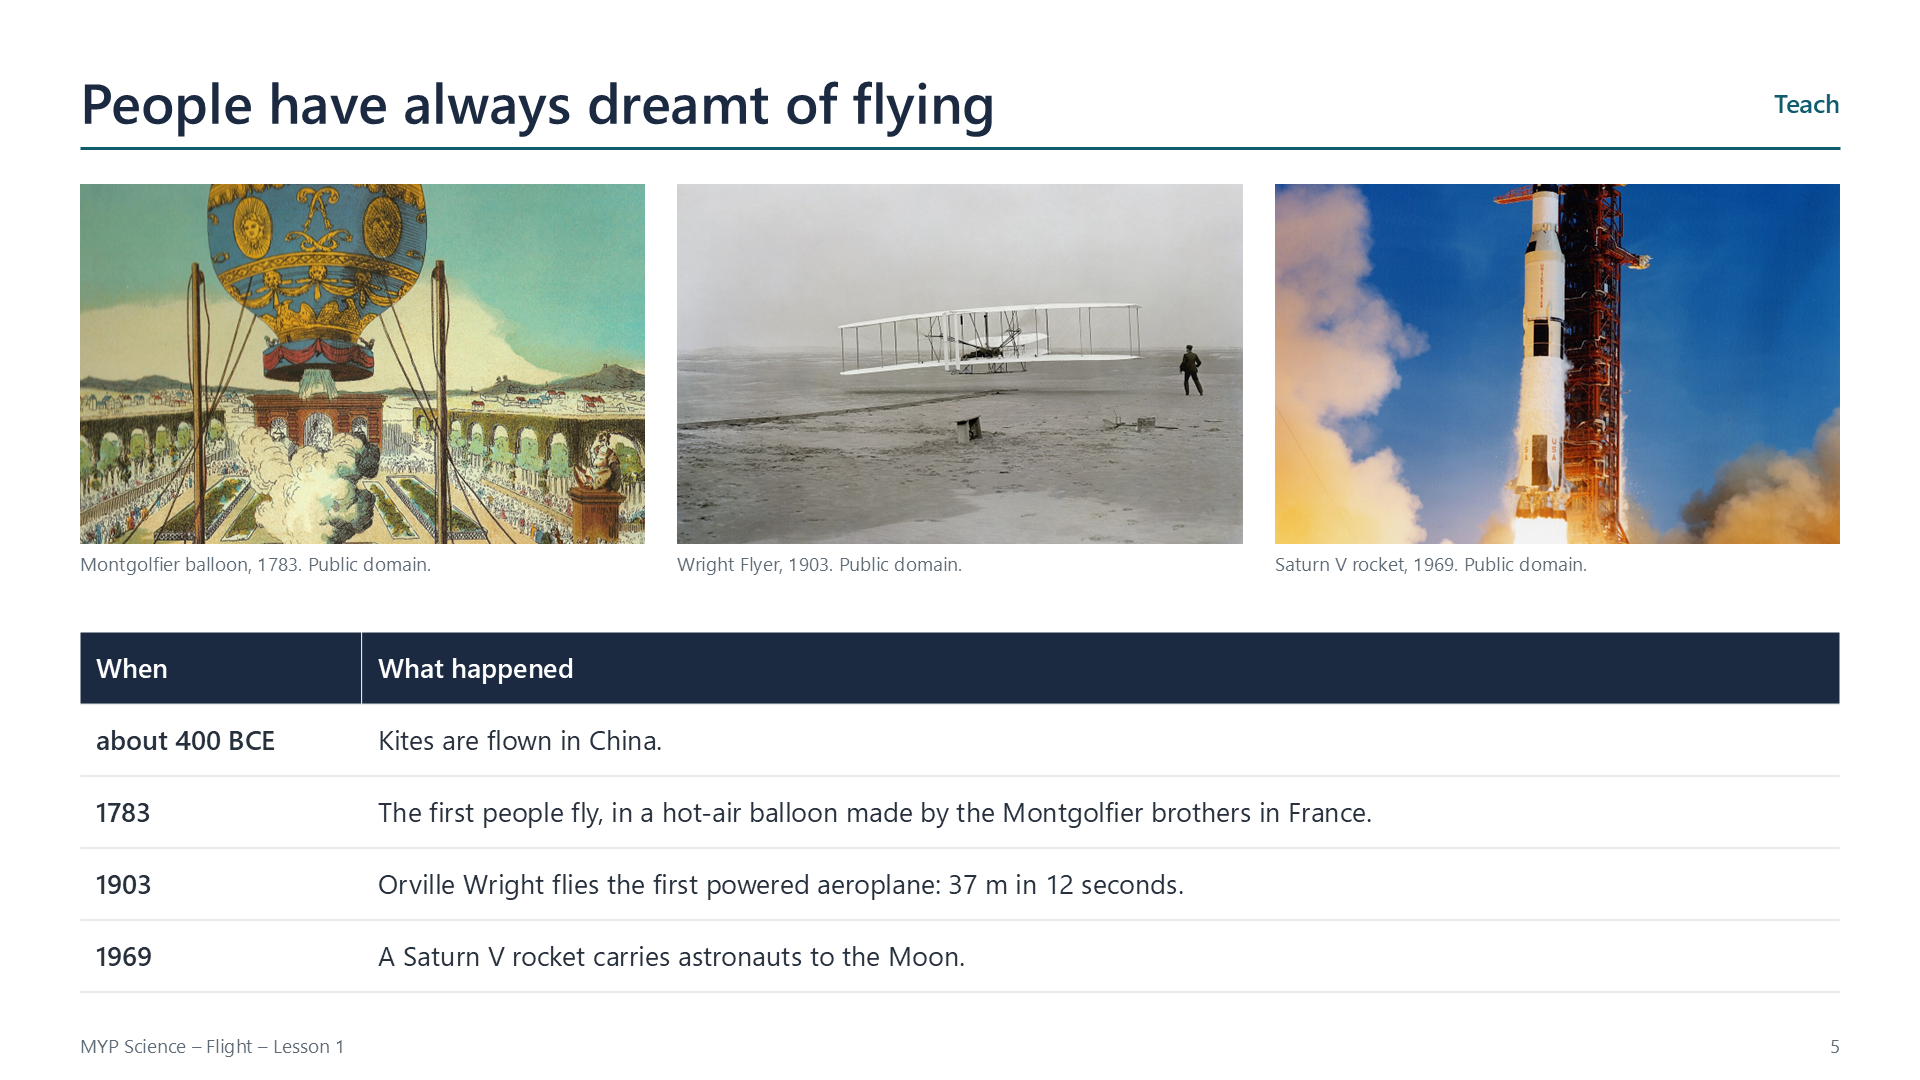 People have always dreamt of flying
Teach
Montgolfier balloon, 1783. Public domain.
Wright Flyer, 1903. Public domain.
Saturn V rocket, 1969. Public domain.
When What happened
about 400 BCE Kites are flown in China.
1783 The first people fly, in a hot-air balloon made by the Montgolfier brothers in France.
1903 Orville Wright flies the first powered aeroplane: 37 m in 12 seconds.
1969 A Saturn V rocket carries astronauts to the Moon.
MYP Science – Flight – Lesson 1
5